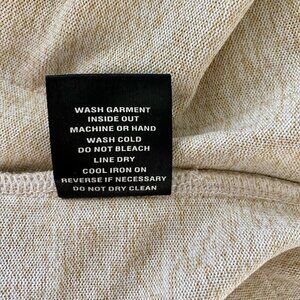 WASH GARMENT
INSIDE OUT
MACHINE OR HAND
WASH COLD
DO NOT BLEACH
LINE DRY
COOL IRON ON
REVERSE IF NECESSARY
DO NOT DRY CLEAN